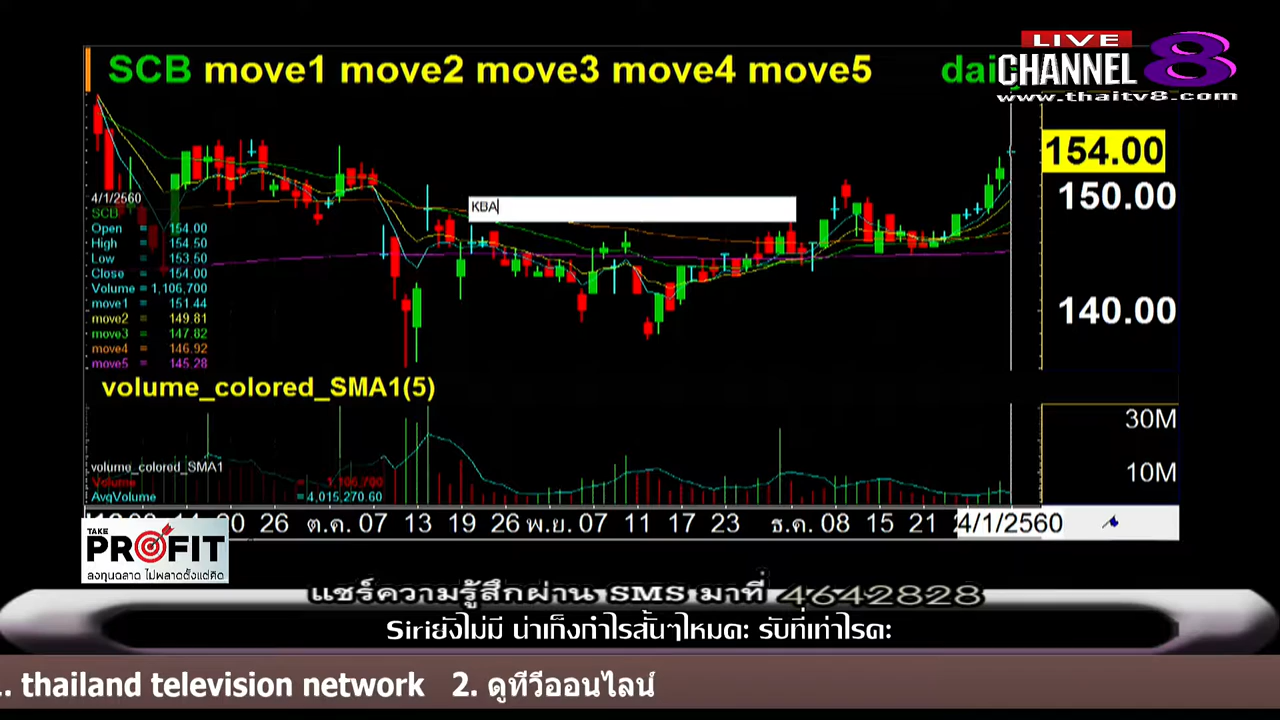 LIVE
CHANNEL 8
www.thaitv8.com
SCB move1 move2 move3 move4 move5
154.00
150.00
140.00
KBA
4/1/2560
SCB
Open = 154.00
High = 154.50
Low = 153.50
Close = 154.00
Volume = 1,106,700
move1 = 151.44
move2 = 149.81
move3 = 147.82
move4 = 146.92
move5 = 145.28
volume_colored_SMA1(5)
30M
10M
volume_colored_SMA1
Volume = 1,106,700
AvgVolume = 4,015,270.60
26 ต.ค. 07 13 19 26 พ.ย. 07 11 17 23 ธ.ค. 08 15 21 4/1/2560
TAKE
PROFIT
ลงทุนฉลาด ไม่พลาดตั้งแต่คิด
แชร์ความรู้สึกผ่าน SMS มาที่ 4642828
Siriยังไม่มี น่าเก็งกำไรสั้นๆไหมคะ รับที่เท่าไรคะ
. thailand television network 2. ดูทีวีออนไลน์